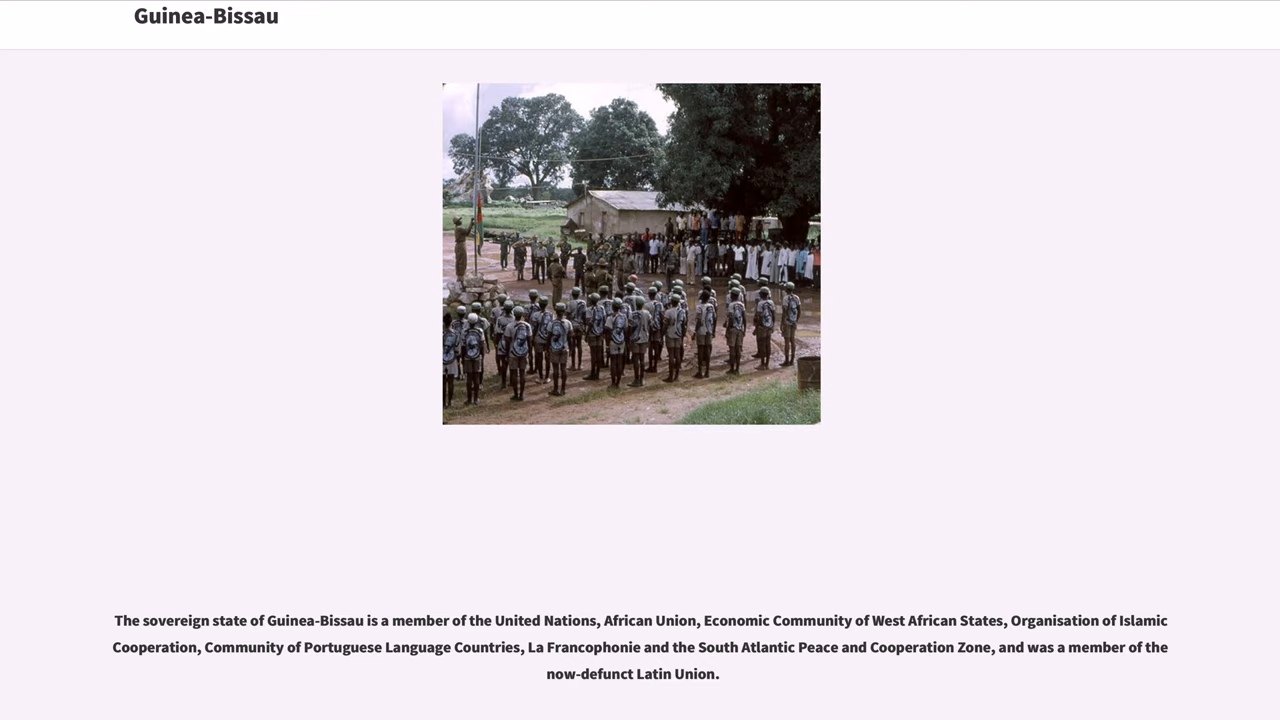 Guinea-Bissau
The sovereign state of Guinea-Bissau is a member of the United Nations, African Union, Economic Community of West African States, Organisation of Islamic
Cooperation, Community of Portuguese Language Countries, La Francophonie and the South Atlantic Peace and Cooperation Zone, and was a member of the
now-defunct Latin Union.